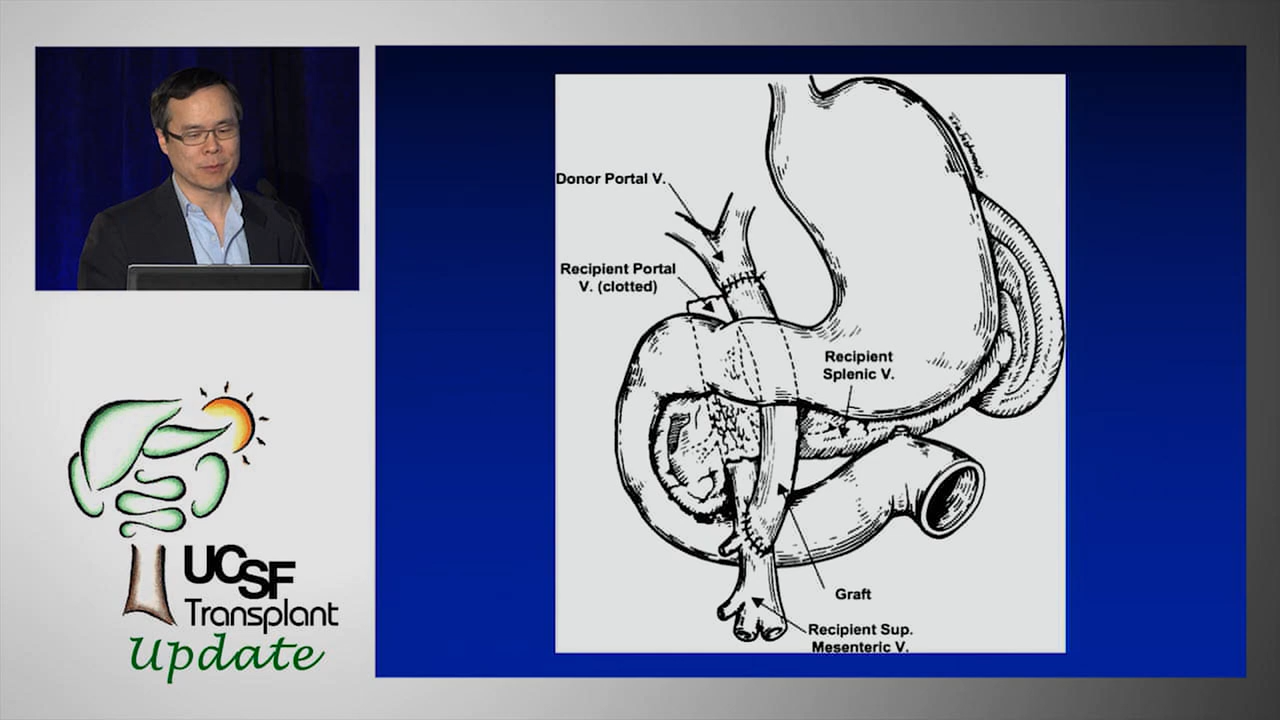 Donor Portal V.
Recipient Portal
V. (clotted)
Recipient
Splenic V.
Graft
Recipient Sup.
Mesenteric V.
UCSF
Transplant
Update